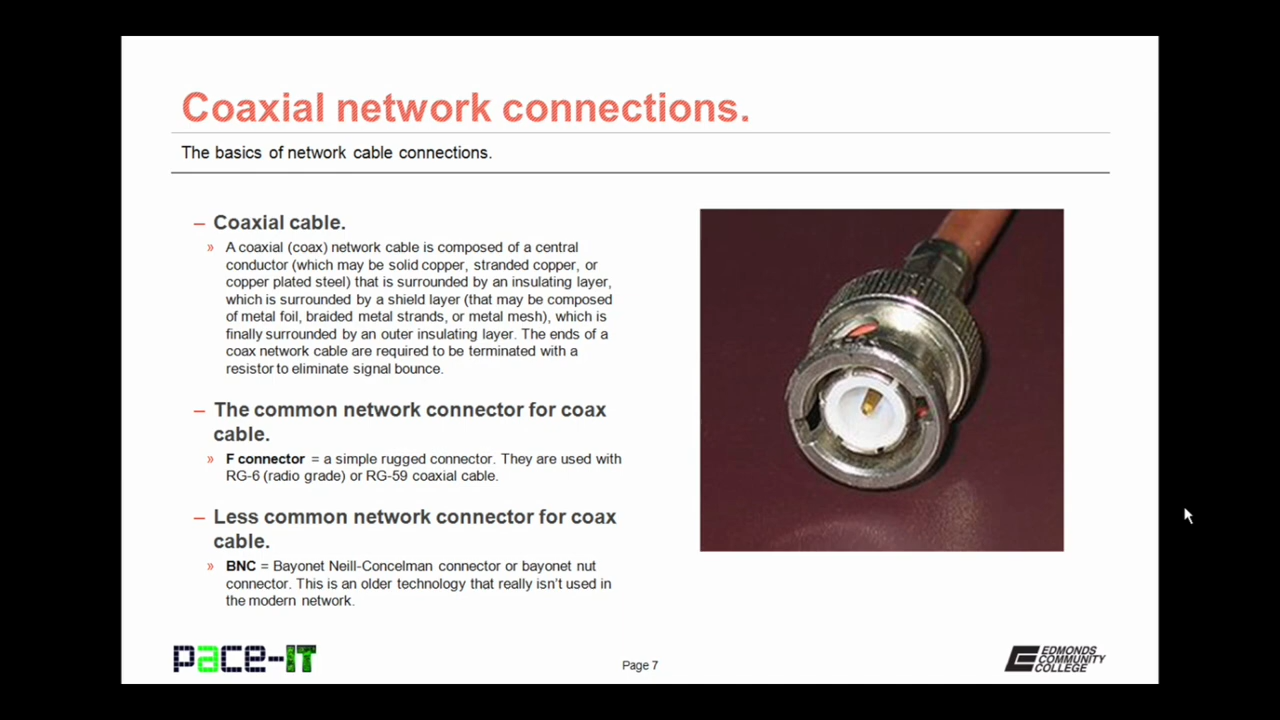 Coaxial network connections.
The basics of network cable connections.
– Coaxial cable.
» A coaxial (coax) network cable is composed of a central
conductor (which may be solid copper, stranded copper, or
copper plated steel) that is surrounded by an insulating layer,
which is surrounded by a shield layer (that may be composed
of metal foil, braided metal strands, or metal mesh), which is
finally surrounded by an outer insulating layer. The ends of a
coax network cable are required to be terminated with a
resistor to eliminate signal bounce.
– The common network connector for coax
cable.
» F connector = a simple rugged connector. They are used with
RG-6 (radio grade) or RG-59 coaxial cable.
– Less common network connector for coax
cable.
» BNC = Bayonet Neill-Concelman connector or bayonet nut
connector. This is an older technology that really isn’t used in
the modern network.
pace-IT
Page 7
EDMONDS
COMMUNITY
COLLEGE